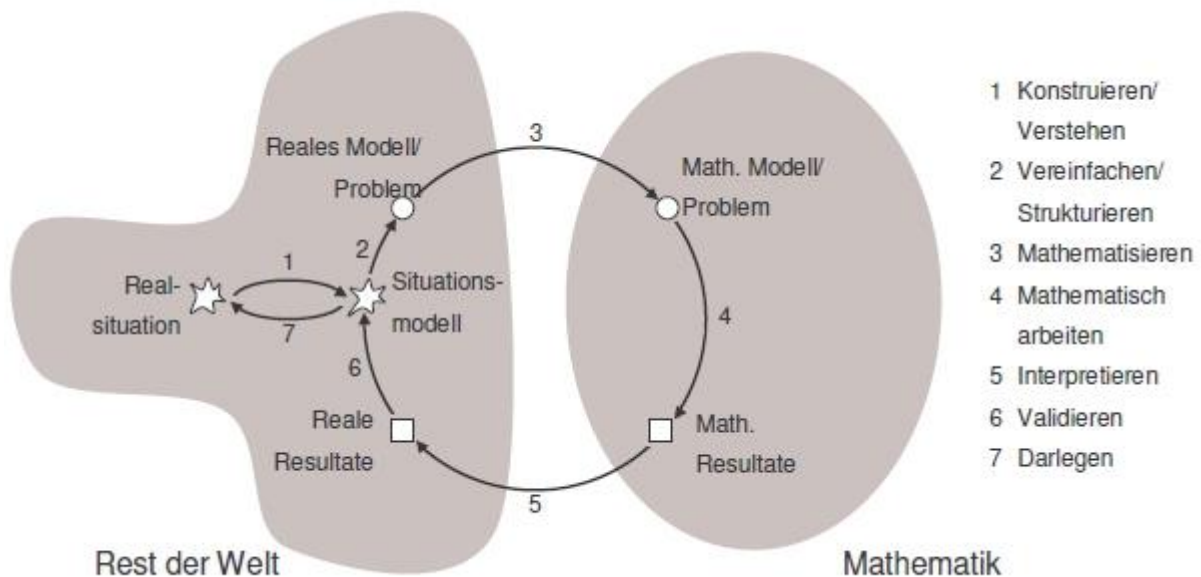 3
Reales Modell/
Problem
Math. Modell/
Problem
2
1
Real-
situation
Situations-
modell
7
4
6
Reale
Resultate
Math.
Resultate
5
Rest der Welt
Mathematik
1 Konstruieren/
Verstehen
2 Vereinfachen/
Strukturieren
3 Mathematisieren
4 Mathematisch
arbeiten
5 Interpretieren
6 Validieren
7 Darlegen